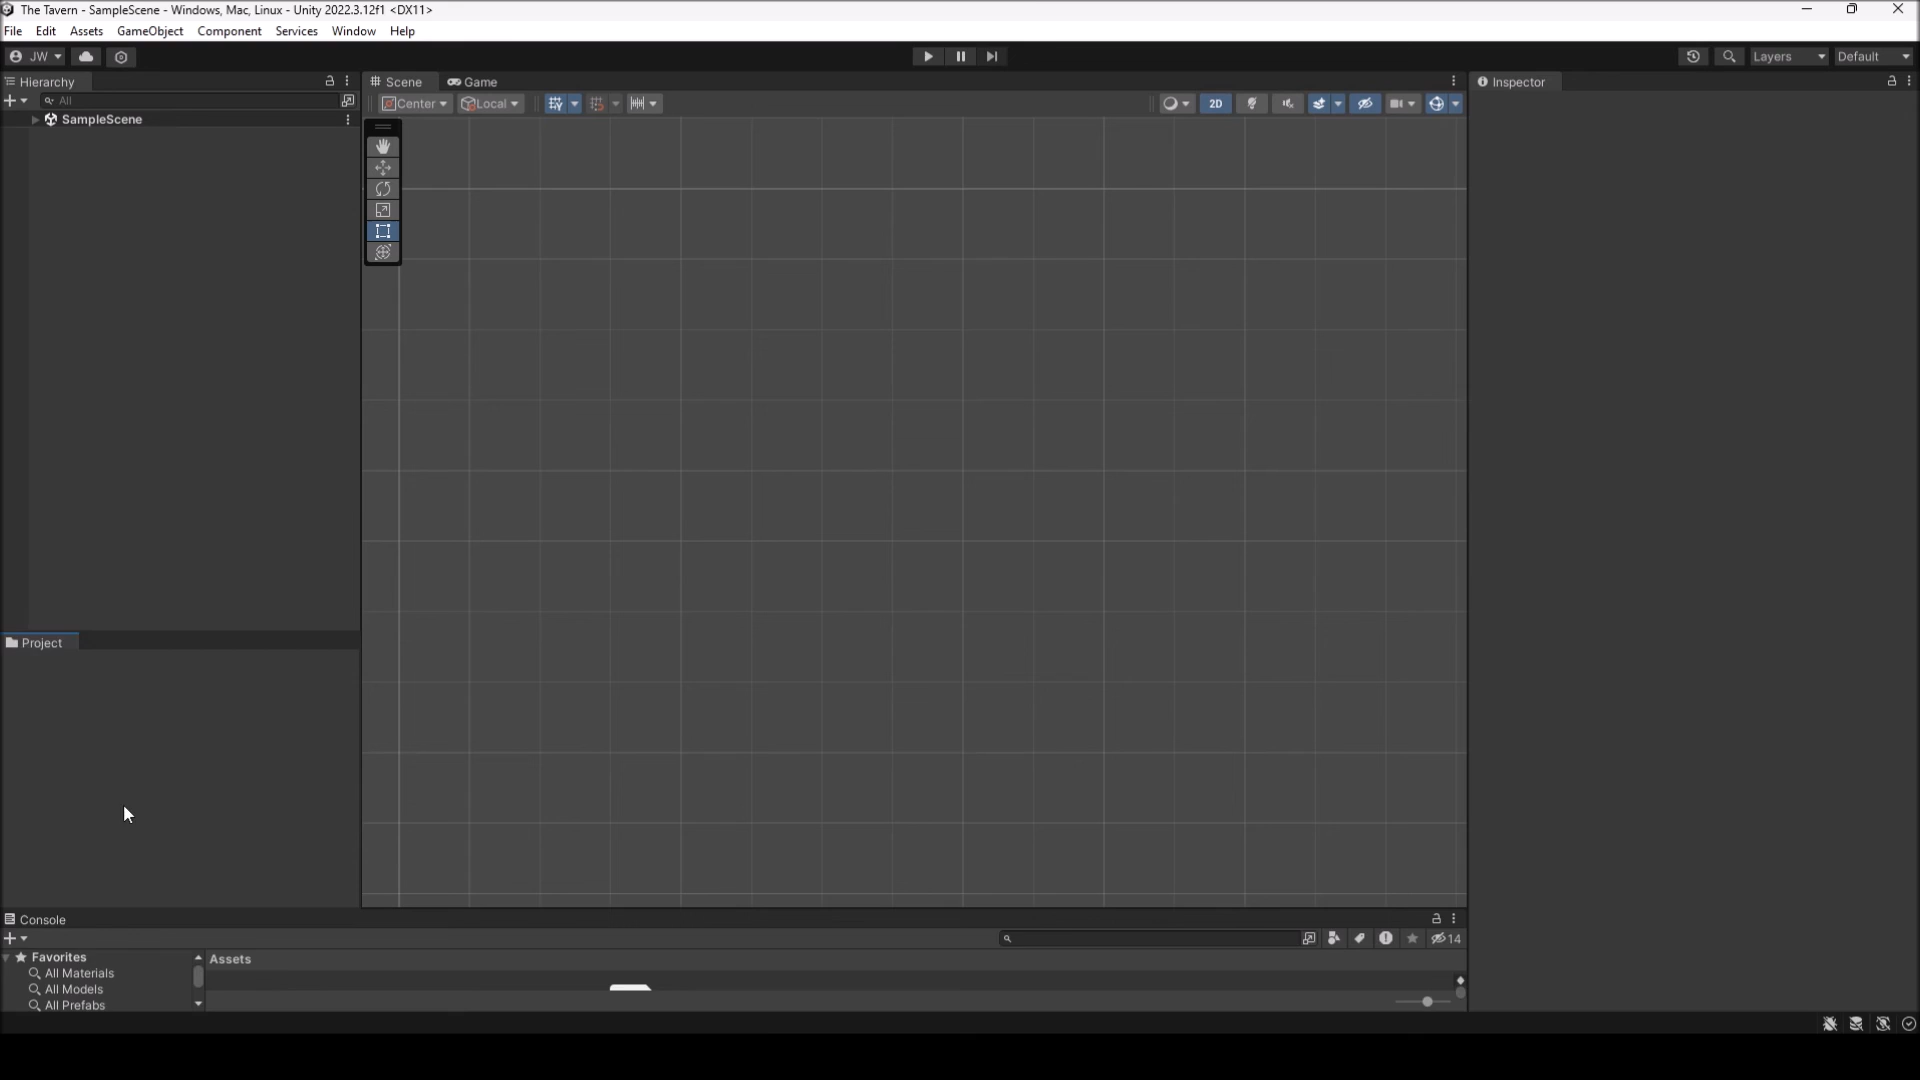 The Tavern - SampleScene - Windows, Mac, Linux - Unity 2022.3.12f1 <DX11>
File Edit Assets GameObject Component Services Window Help
JW Layers Default
Hierarchy Scene Game Inspector
All Center Local 2D
SampleScene
Project
Console
14
Favorites Assets
All Materials
All Models
All Prefabs